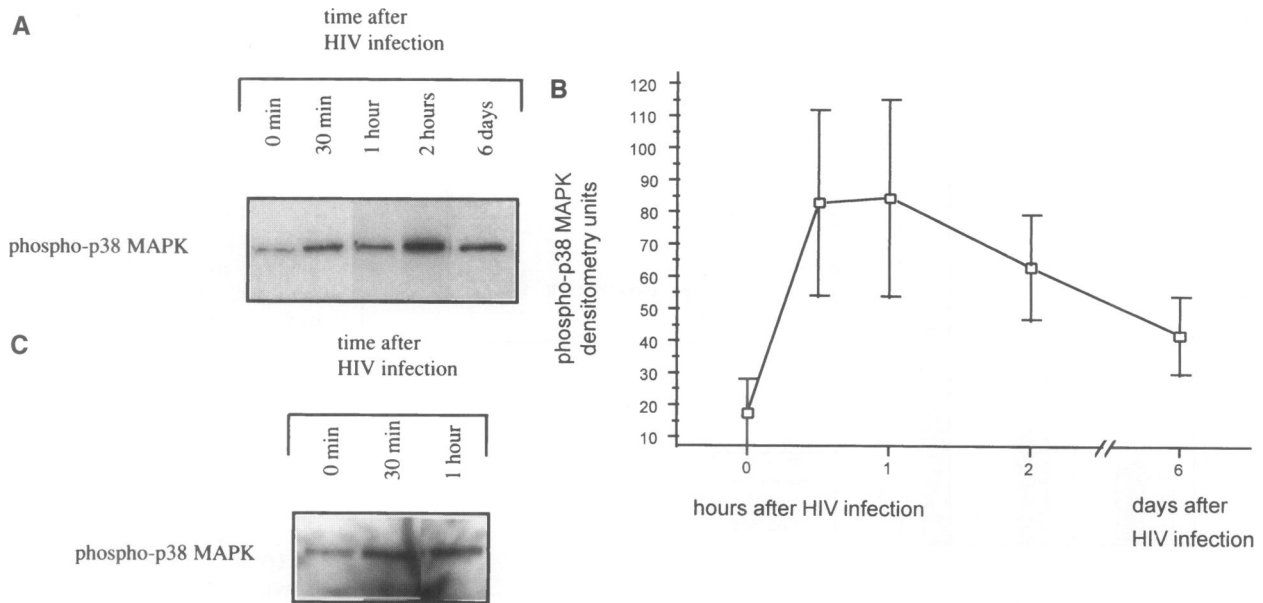 A
time after
HIV infection
0 min
30 min
1 hour
2 hours
6 days
phospho-p38 MAPK
B
phospho-p38 MAPK
densitometry units
120
110
100
90
80
70
60
50
40
30
20
10
0
1
2
6
hours after HIV infection
days after
HIV infection
C
time after
HIV infection
0 min
30 min
1 hour
phospho-p38 MAPK